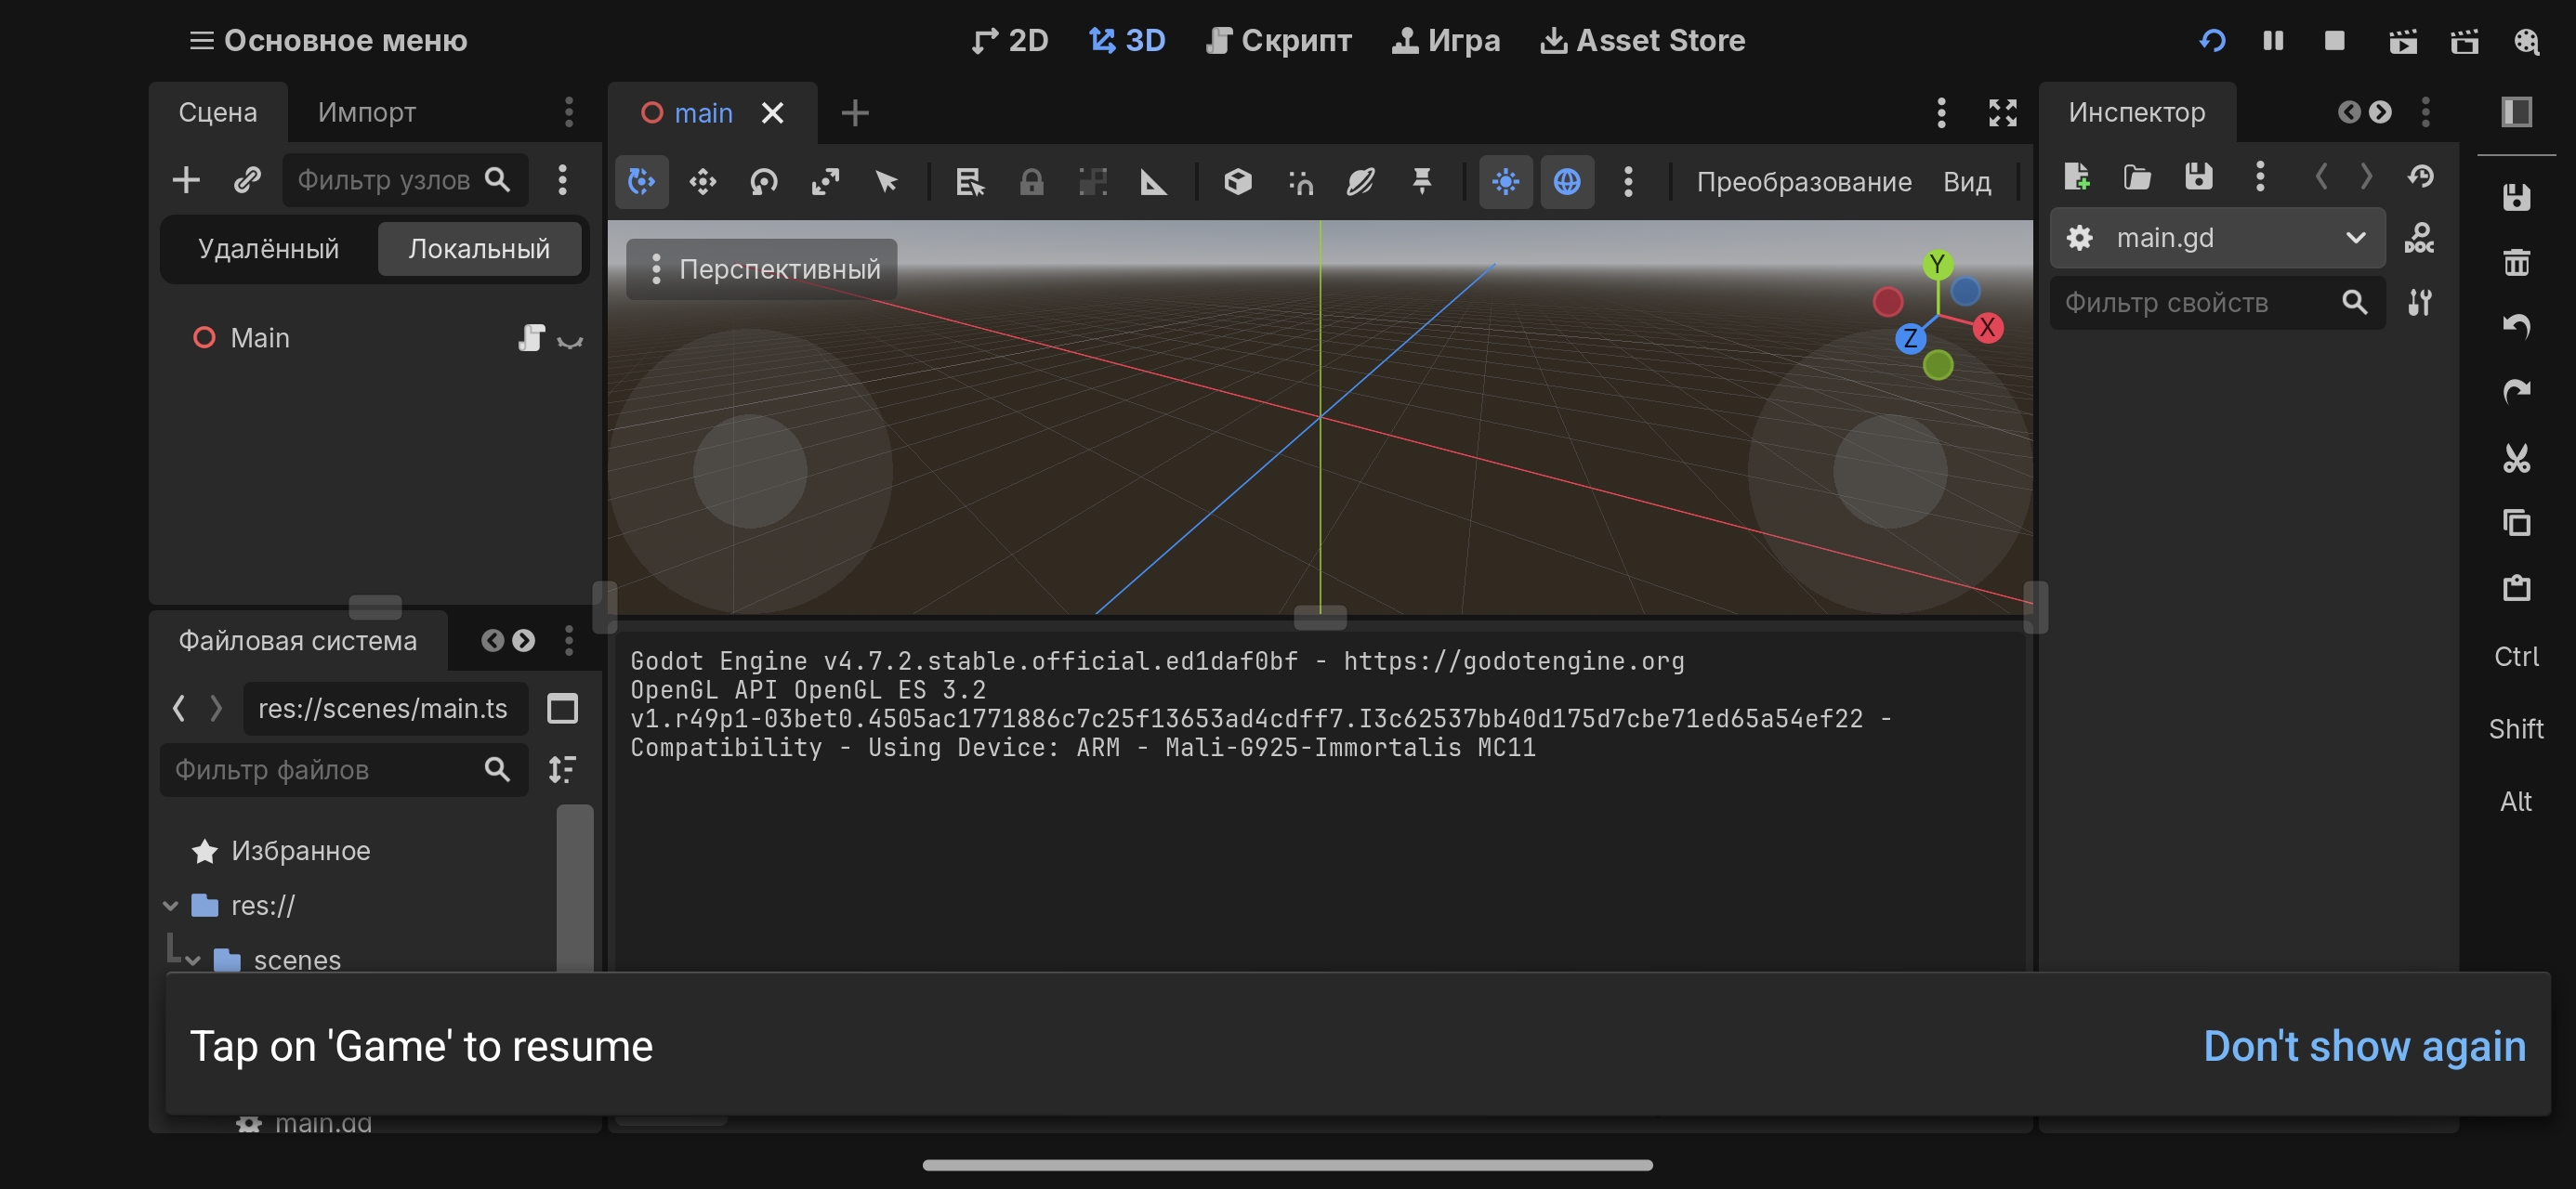 Основное меню
2D
3D
Скрипт
Игра
Asset Store
Сцена
Импорт
main
Инспектор
Фильтр узлов
Преобразование
Вид
Удалённый
Локальный
main.gd
DOC
Перспективный
Y
X
Z
Фильтр свойств
Main
Файловая система
res://scenes/main.ts
Фильтр файлов
Избранное
res://
scenes
main.gd
Godot Engine v4.7.2.stable.official.ed1daf0bf - https://godotengine.org
OpenGL API OpenGL ES 3.2
v1.r49p1-03bet0.4505ac1771886c7c25f13653ad4cdff7.I3c62537bb40d175d7cbe71ed65a54ef22 -
Compatibility - Using Device: ARM - Mali-G925-Immortalis MC11
Ctrl
Shift
Alt
Tap on 'Game' to resume
Don't show again